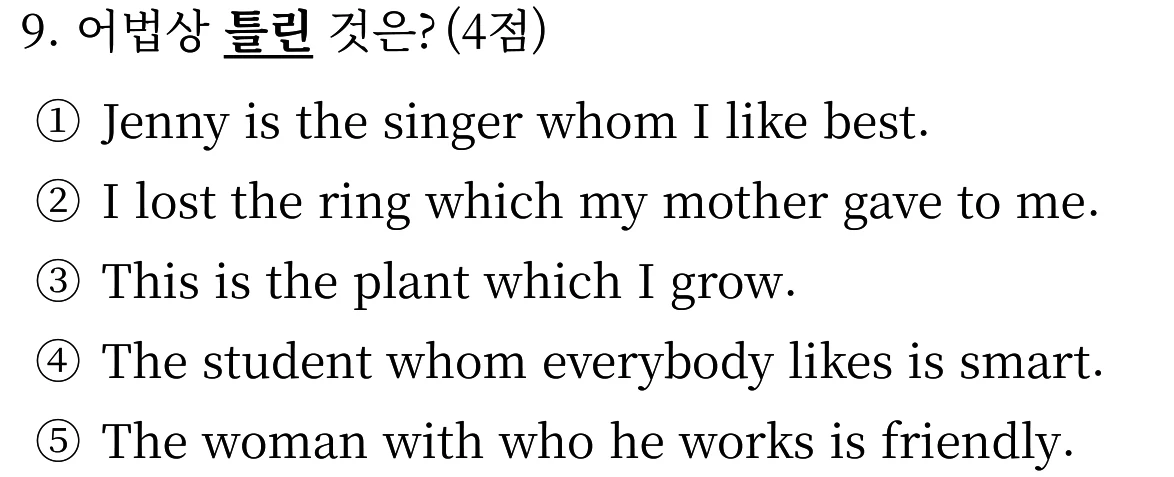 9. 어법상 틀린 것은? (4점)
① Jenny is the singer whom I like best.
② I lost the ring which my mother gave to me.
③ This is the plant which I grow.
④ The student whom everybody likes is smart.
⑤ The woman with who he works is friendly.